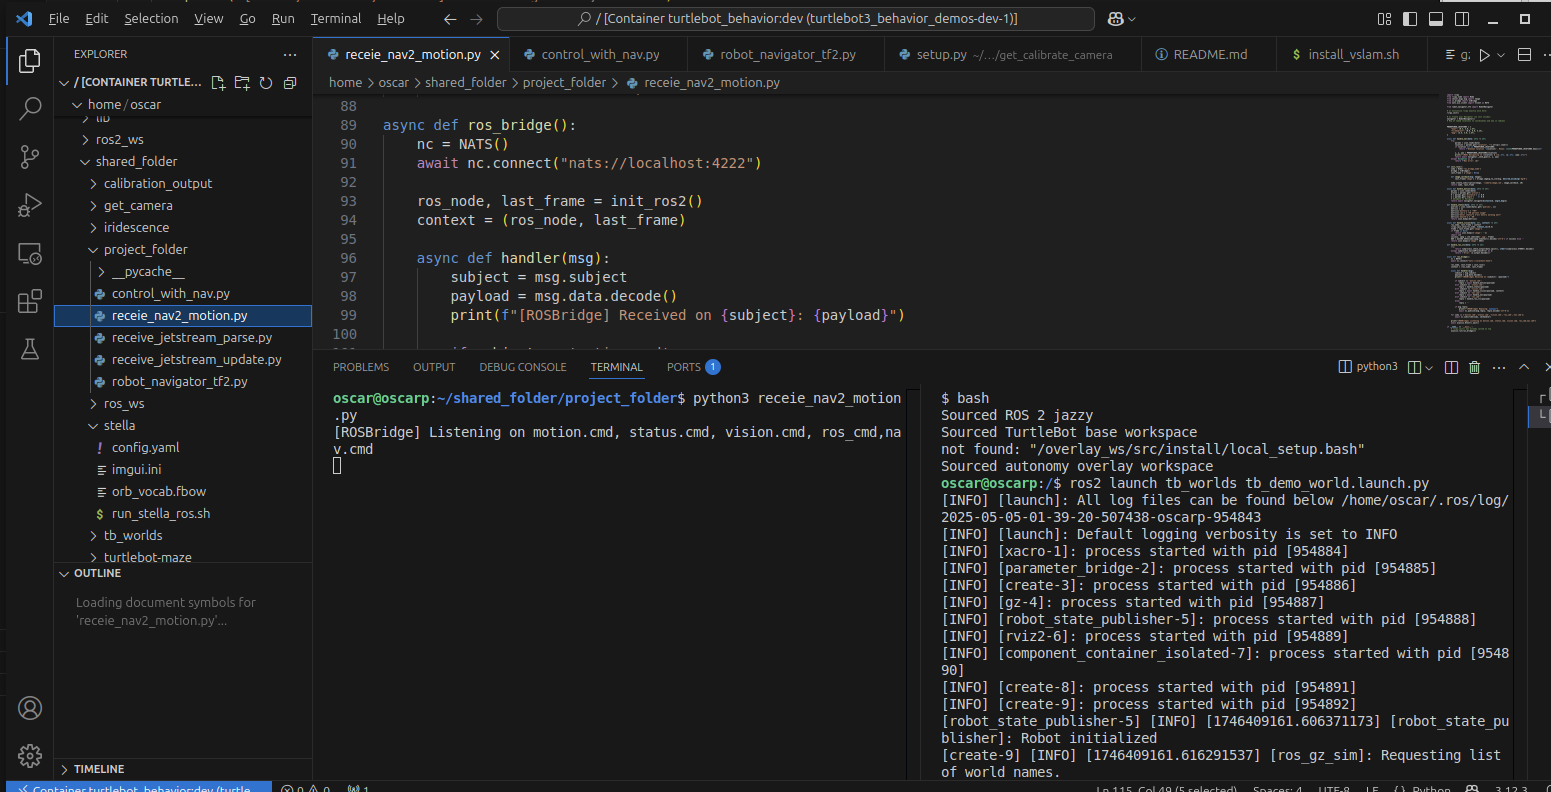 File Edit Selection View Go Run Terminal Help
/ [Container turtlebot_behavior:dev (turtlebot3_behavior_demos-dev-1)]
EXPLORER
/ [CONTAINER TURTLE...
home / oscar
lib
ros2_ws
shared_folder
calibration_output
get_camera
iridescence
project_folder
__pycache__
control_with_nav.py
receie_nav2_motion.py
receive_jetstream_parse.py
receive_jetstream_update.py
robot_navigator_tf2.py
ros_ws
stella
! config.yaml
imgui.ini
orb_vocab.fbow
$ run_stella_ros.sh
tb_worlds
turtlebot-maze
OUTLINE
Loading document symbols for
'receie_nav2_motion.py'...
TIMELINE
receie_nav2_motion.py
control_with_nav.py
robot_navigator_tf2.py
setup.py ~/.../get_calibrate_camera
README.md
$ install_vslam.sh
g:
home > oscar > shared_folder > project_folder > receie_nav2_motion.py
88
89 async def ros_bridge():
90 nc = NATS()
91 await nc.connect("nats://localhost:4222")
92
93 ros_node, last_frame = init_ros2()
94 context = (ros_node, last_frame)
95
96 async def handler(msg):
97 subject = msg.subject
98 payload = msg.data.decode()
99 print(f"[ROSBridge] Received on {subject}: {payload}")
100
PROBLEMS OUTPUT DEBUG CONSOLE TERMINAL PORTS 1
python3
oscar@oscarp:~/shared_folder/project_folder$ python3 receie_nav2_motion
.py
[ROSBridge] Listening on motion.cmd, status.cmd, vision.cmd, ros_cmd,na
v.cmd
$ bash
Sourced ROS 2 jazzy
Sourced TurtleBot base workspace
not found: "/overlay_ws/src/install/local_setup.bash"
Sourced autonomy overlay workspace
oscar@oscarp:/$ ros2 launch tb_worlds tb_demo_world.launch.py
[INFO] [launch]: All log files can be found below /home/oscar/.ros/log/
2025-05-05-01-39-20-507438-oscarp-954843
[INFO] [launch]: Default logging verbosity is set to INFO
[INFO] [xacro-1]: process started with pid [954884]
[INFO] [parameter_bridge-2]: process started with pid [954885]
[INFO] [create-3]: process started with pid [954886]
[INFO] [gz-4]: process started with pid [954887]
[INFO] [robot_state_publisher-5]: process started with pid [954888]
[INFO] [rviz2-6]: process started with pid [954889]
[INFO] [component_container_isolated-7]: process started with pid [9548
90]
[INFO] [create-8]: process started with pid [954891]
[INFO] [create-9]: process started with pid [954892]
[robot_state_publisher-5] [INFO] [1746409161.606371173] [robot_state_pu
blisher]: Robot initialized
[create-9] [INFO] [1746409161.616291537] [ros_gz_sim]: Requesting list
of world names.
Container turtlebot_behavior:dev (turtle... 0 0 1
Ln 115, Col 49 (5 selected) Spaces: 4 UTF-8 LF {} Python 3.12.3